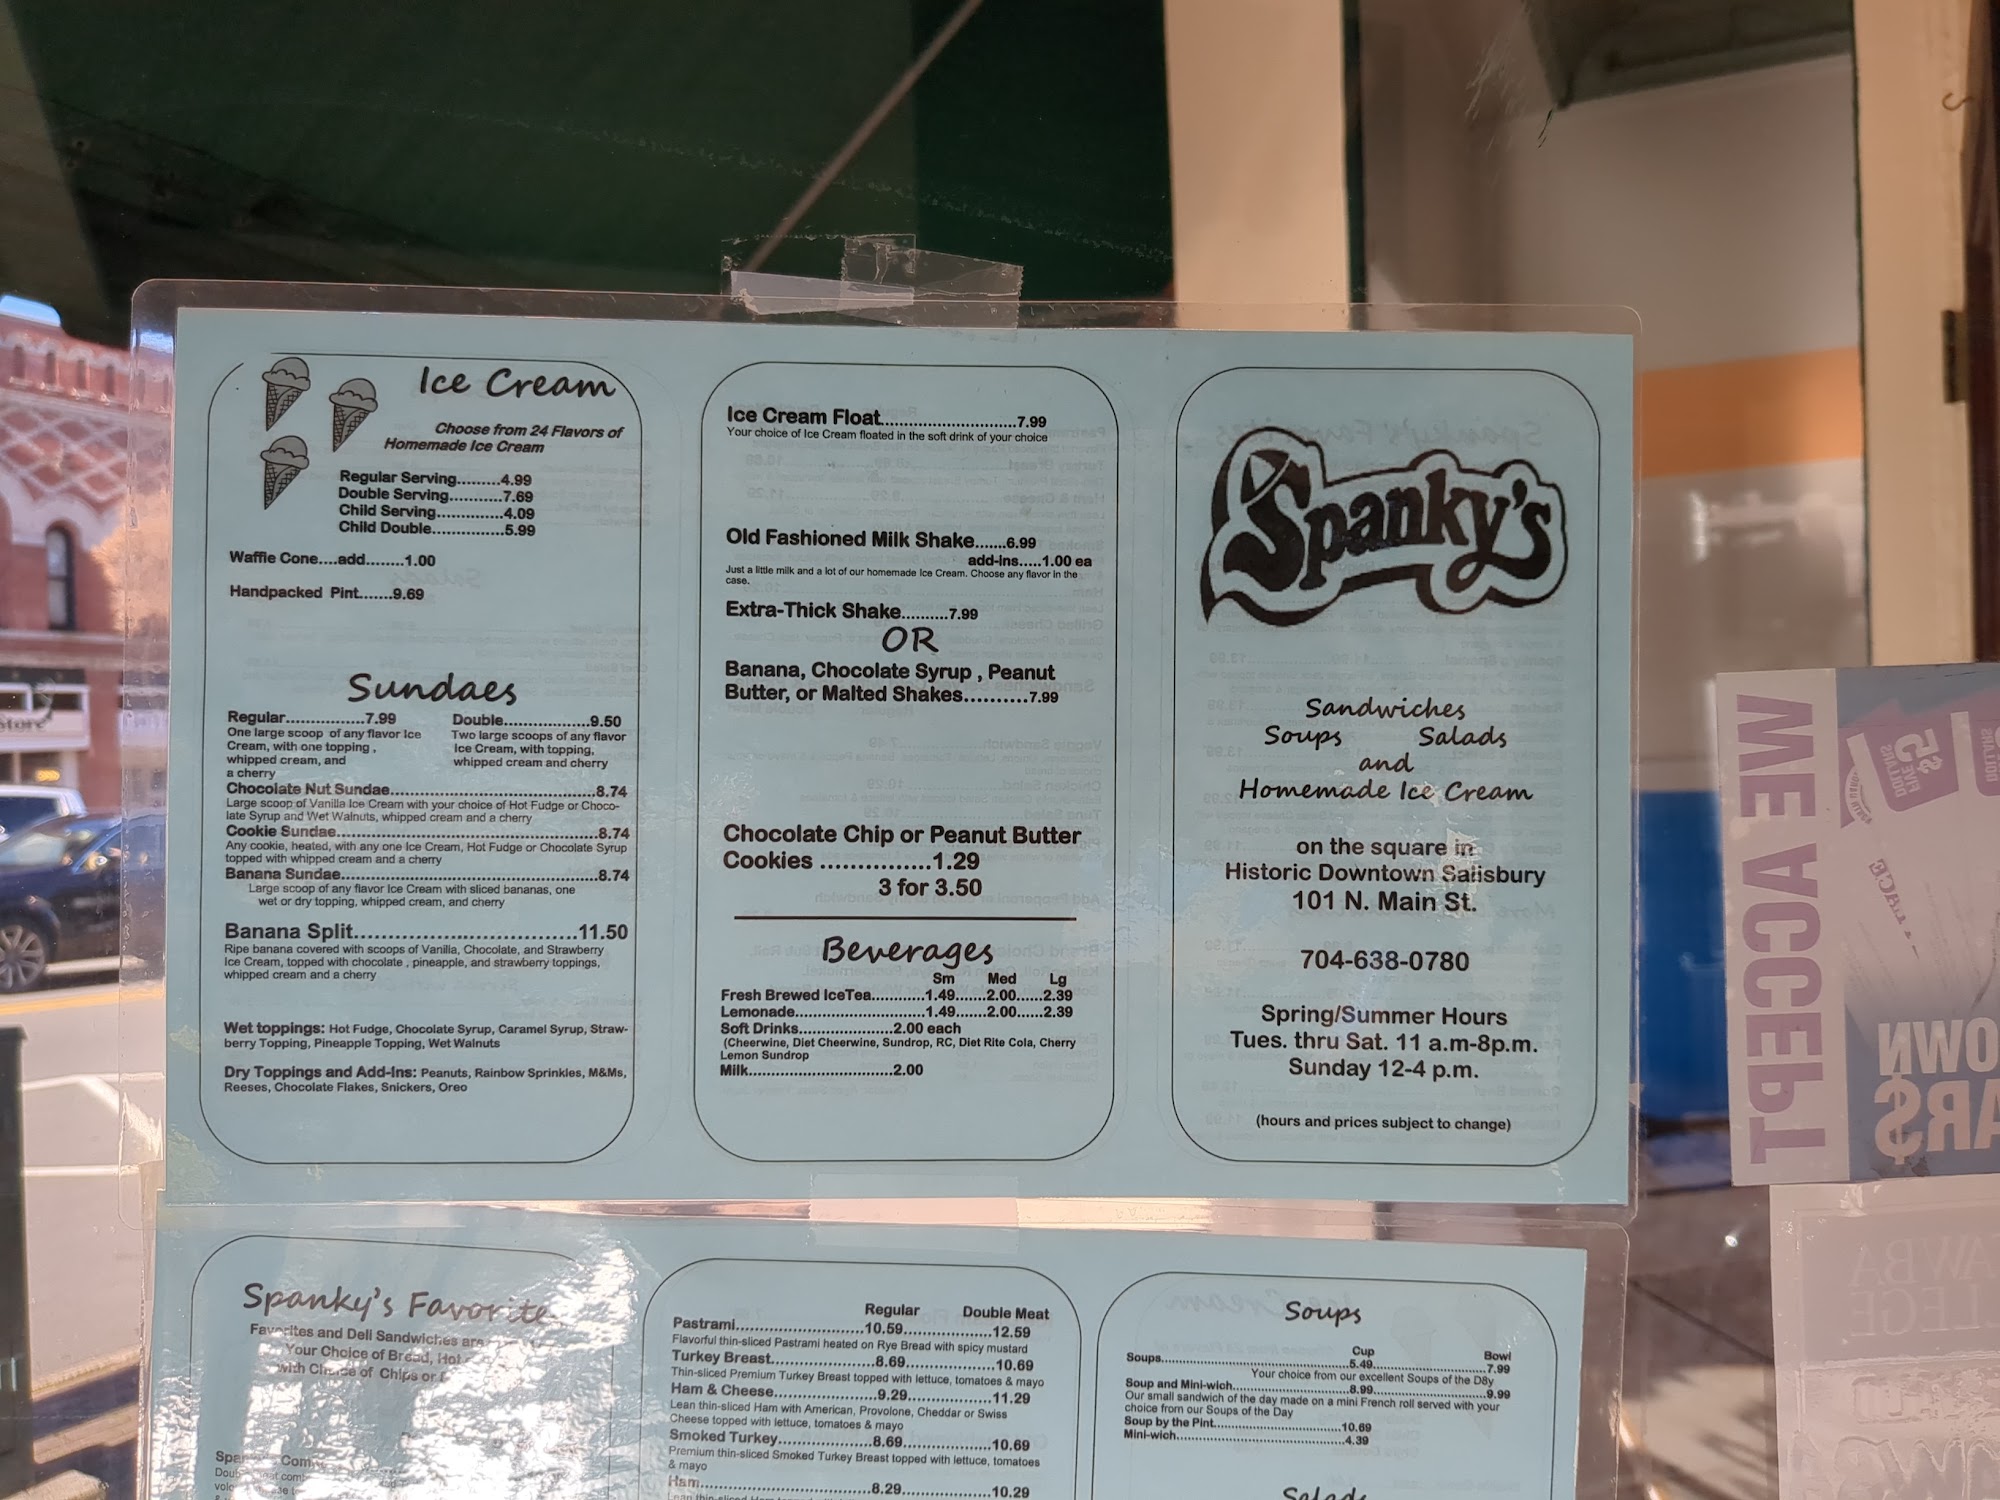 Ice Cream
Choose from 24 Flavors of
Homemade Ice Cream
Regular Serving.........4.99
Double Serving...........7.69
Child Serving..............4.09
Child Double...............5.99
Waffle Cone....add........1.00
Handpacked Pint.......9.69
Sundaes
Regular.................7.99
One large scoop of any flavor Ice
Cream, with one topping ,
whipped cream, and
a cherry
Double...................9.50
Two large scoops of any flavor
Ice Cream, with topping,
whipped cream and cherry
Chocolate Nut Sundae.............................................8.74
Large scoop of Vanilla Ice Cream with your choice of Hot Fudge or Choco-
late Syrup and Wet Walnuts, whipped cream and a cherry
Cookie Sundae.........................................................8.74
Any cookie, heated, with any one Ice Cream, Hot Fudge or Chocolate Syrup
topped with whipped cream and a cherry
Banana Sundae........................................................8.74
Large scoop of any flavor Ice Cream with sliced bananas, one
wet or dry topping, whipped cream, and cherry
Banana Split....................................11.50
Ripe banana covered with scoops of Vanilla, Chocolate, and Strawberry
Ice Cream, topped with chocolate , pineapple, and strawberry toppings,
whipped cream and a cherry
Wet toppings: Hot Fudge, Chocolate Syrup, Caramel Syrup, Straw-
berry Topping, Pineapple Topping, Wet Walnuts
Dry Toppings and Add-Ins: Peanuts, Rainbow Sprinkles, M&Ms,
Reeses, Chocolate Flakes, Snickers, Oreo
Ice Cream Float.............................7.99
Your choice of Ice Cream floated in the soft drink of your choice
Old Fashioned Milk Shake.......6.99
add-ins.....1.00 ea
Just a little milk and a lot of our homemade Ice Cream. Choose any flavor in the
case.
Extra-Thick Shake..........7.99
OR
Banana, Chocolate Syrup , Peanut
Butter, or Malted Shakes...........7.99
Chocolate Chip or Peanut Butter
Cookies ...............1.29
3 for 3.50
Beverages
Sm Med Lg
Fresh Brewed IceTea............1.49.......2.00......2.39
Lemonade.............................1.49.......2.00......2.39
Soft Drinks.....................2.00 each
(Cheerwine, Diet Cheerwine, Sundrop, RC, Diet Rite Cola, Cherry
Lemon Sundrop
Milk................................2.00
Spanky's
Sandwiches
Soups Salads
and
Homemade Ice Cream
on the square in
Historic Downtown Salisbury
101 N. Main St.
704-638-0780
Spring/Summer Hours
Tues. thru Sat. 11 a.m-8p.m.
Sunday 12-4 p.m.
(hours and prices subject to change)
WE ACCEPT
FIVE
DOLLARS
$5
Spanky's Favorite
Favorites and Deli Sandwiches are
Your Choice of Bread, Hot
with Choice of Chips or
Regular Double Meat
Pastrami.............................10.59....................12.59
Flavorful thin-sliced Pastrami heated on Rye Bread with spicy mustard
Turkey Breast.......................8.69.........................10.69
Thin-sliced Premium Turkey Breast topped with lettuce, tomatoes & mayo
Ham & Cheese.......................9.29.......................11.29
Lean thin-sliced Ham with American, Provolone, Cheddar or Swiss
Cheese topped with lettuce, tomatoes & mayo
Smoked Turkey.....................8.69.......................10.69
Premium thin-sliced Smoked Turkey Breast topped with lettuce, tomatoes
& mayo
Ham......................................8.29.......................10.29
Soups
Cup Bowl
Soups..............................................5.49...........................7.99
Your choice from our excellent Soups of the D8y
Soup and Mini-wich............................8.99...........................9.99
Our small sandwich of the day made on a mini French roll served with your
choice from our Soups of the Day
Soup by the Pint................................10.69
Mini-wich..........................................4.39
Salads